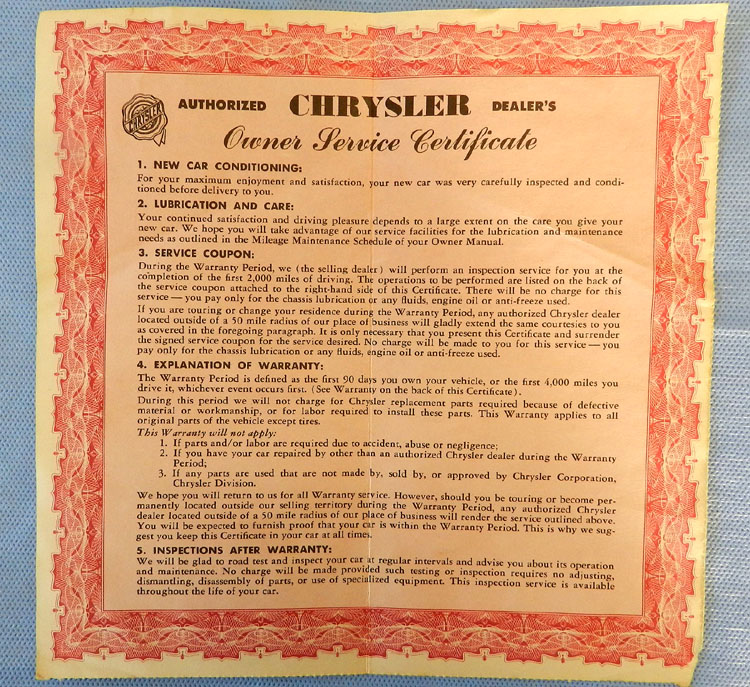 CHRYSLER
AUTHORIZED CHRYSLER DEALER'S
Owner Service Certificate
1. NEW CAR CONDITIONING:
For your maximum enjoyment and satisfaction, your new car was very carefully inspected and condi-
tioned before delivery to you.
2. LUBRICATION AND CARE:
Your continued satisfaction and driving pleasure depends to a large extent on the care you give your
new car. We hope you will take advantage of our service facilities for the lubrication and maintenance
needs as outlined in the Mileage Maintenance Schedule of your Owner Manual.
3. SERVICE COUPON:
During the Warranty Period, we (the selling dealer) will perform an inspection service for you at the
completion of the first 2,000 miles of driving. The operations to be performed are listed on the back of
the service coupon attached to the right-hand side of this Certificate. There will be no charge for this
service — you pay only for the chassis lubrication or any fluids, engine oil or anti-freeze used.
If you are touring or change your residence during the Warranty Period, any authorized Chrysler dealer
located outside of a 50 mile radius of our place of business will gladly extend the same courtesies to you
as covered in the foregoing paragraph. It is only necessary that you present this Certificate and surrender
the signed service coupon for the service desired. No charge will be made to you for this service—you
pay only for the chassis lubrication or any fluids, engine oil or anti-freeze used.
4. EXPLANATION OF WARRANTY:
The Warranty Period is defined as the first 90 days you own your vehicle, or the first 4,000 miles you
drive it, whichever event occurs first. (See Warranty on the back of this Certificate).
During this period we will not charge for Chrysler replacement parts required because of defective
material or workmanship, or for labor required to install these parts. This Warranty applies to all
original parts of the vehicle except tires.
This Warranty will not apply:
1. If parts and/or labor are required due to accident, abuse or negligence;
2. If you have your car repaired by other than an authorized Chrysler dealer during the Warranty
Period;
3. If any parts are used that are not made by, sold by, or approved by Chrysler Corporation,
Chrysler Division.
We hope you will return to us for all Warranty service. However, should you be touring or become per-
manently located outside our selling territory during the Warranty Period, any authorized Chrysler
dealer located outside of a 50 mile radius of our place of business will render the service outlined above.
You will be expected to furnish proof that your car is within the Warranty Period. This is why we sug-
gest you keep this Certificate in your car at all times.
5. INSPECTIONS AFTER WARRANTY:
We will be glad to road test and inspect your car at regular intervals and advise you about its operation
and maintenance. No charge will be made provided such testing or inspection requires no adjusting,
dismantling, disassembly of parts, or use of specialized equipment. This inspection service is available
throughout the life of your car.